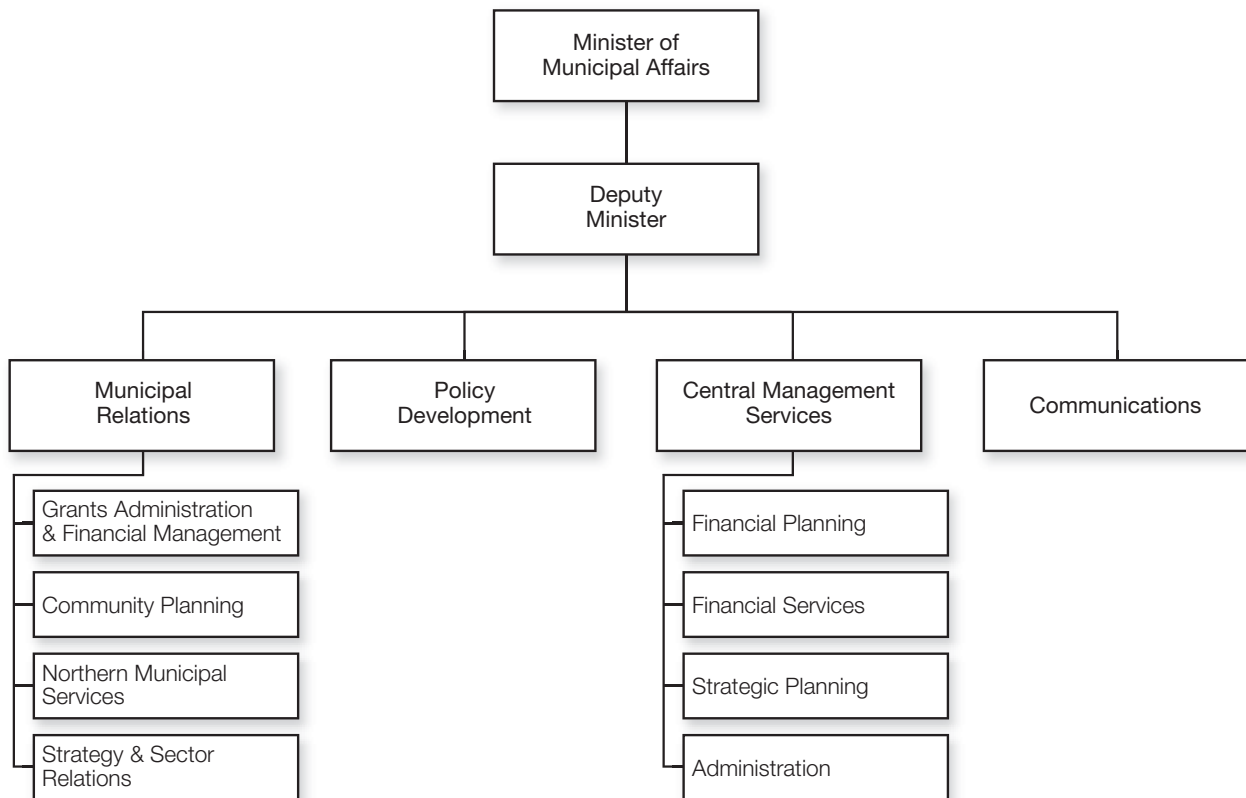 Minister of
Municipal Affairs
Deputy
Minister
Municipal
Relations
Policy
Development
Central Management
Services
Communications
Grants Administration
& Financial Management
Community Planning
Northern Municipal
Services
Strategy & Sector
Relations
Financial Planning
Financial Services
Strategic Planning
Administration